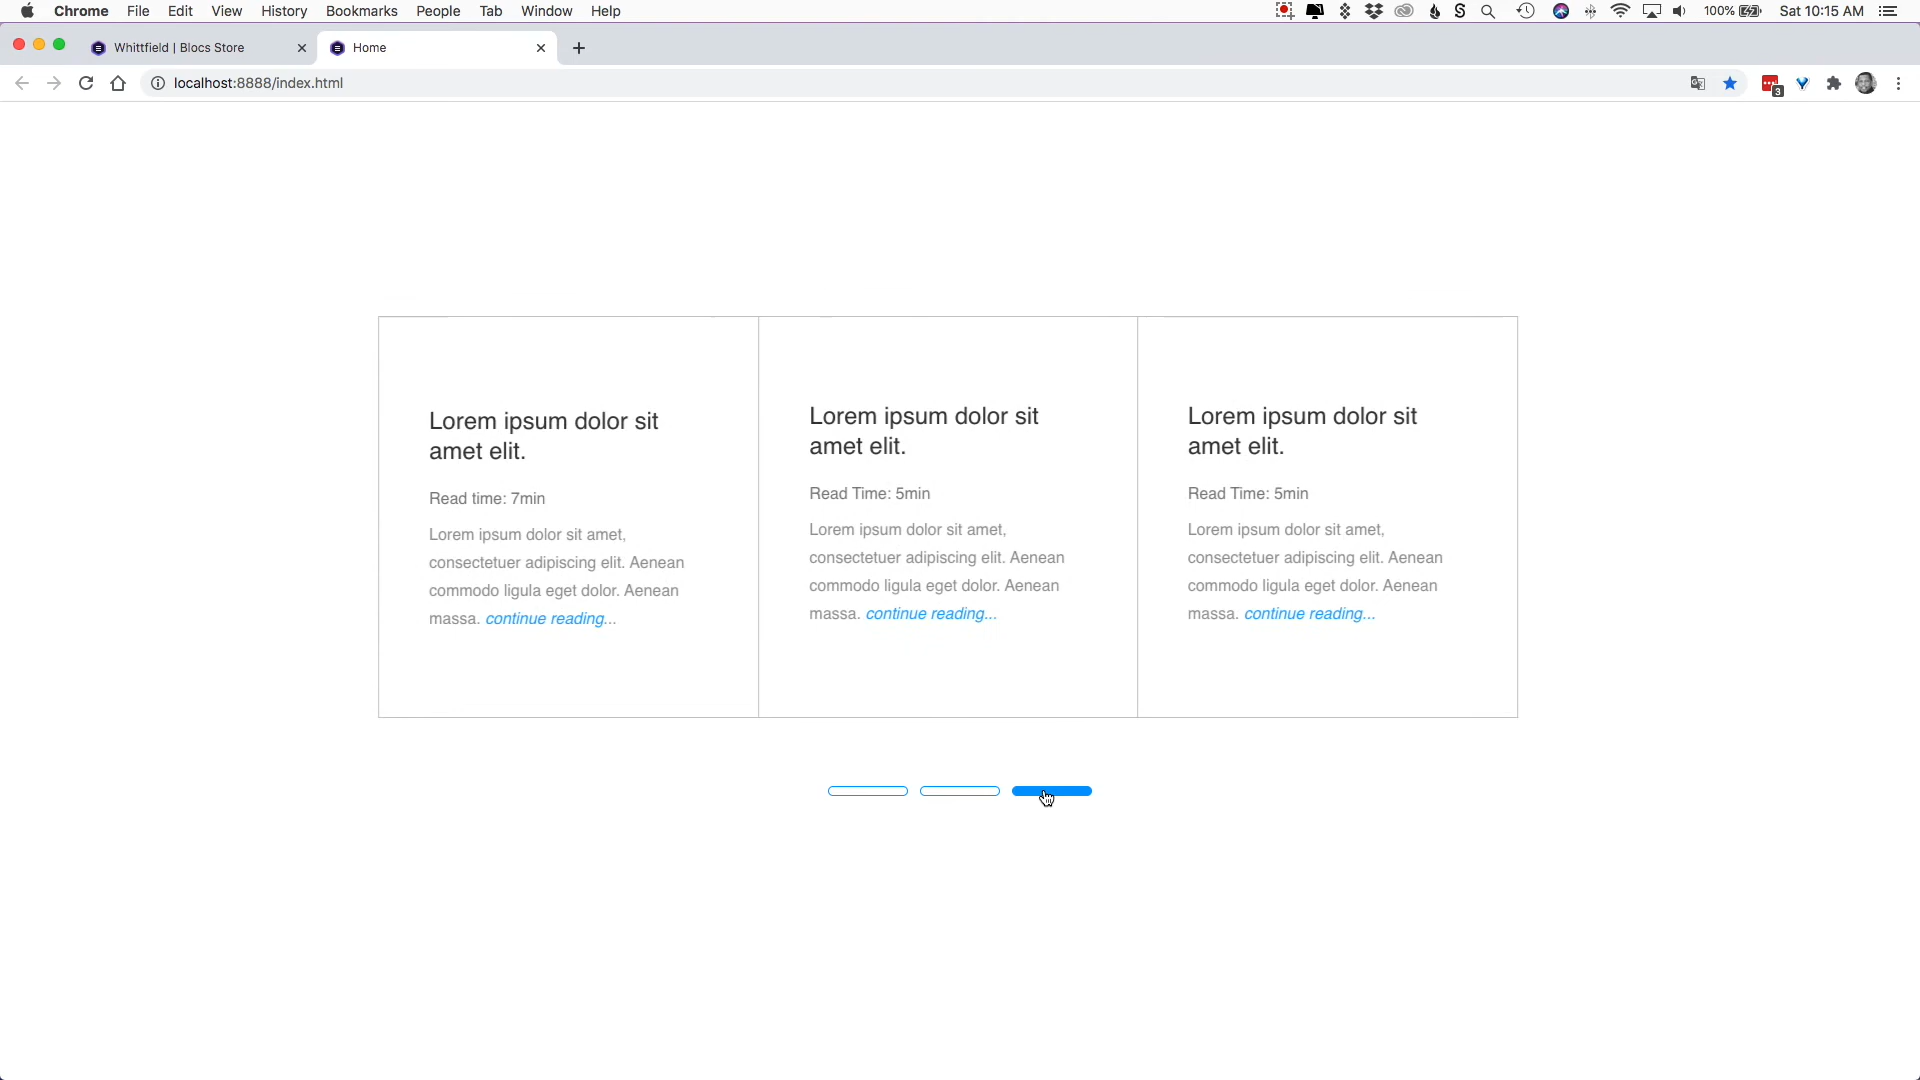 Chrome File Edit View History Bookmarks People Tab Window Help 100% Sat 10:15 AM
Whittfield | Blocs Store Home
localhost:8888/index.html 3
Lorem ipsum dolor sit
amet elit.
Read time: 7min
Lorem ipsum dolor sit amet,
consectetuer adipiscing elit. Aenean
commodo ligula eget dolor. Aenean
massa. continue reading...
Lorem ipsum dolor sit
amet elit.
Read Time: 5min
Lorem ipsum dolor sit amet,
consectetuer adipiscing elit. Aenean
commodo ligula eget dolor. Aenean
massa. continue reading...
Lorem ipsum dolor sit
amet elit.
Read Time: 5min
Lorem ipsum dolor sit amet,
consectetuer adipiscing elit. Aenean
commodo ligula eget dolor. Aenean
massa. continue reading...